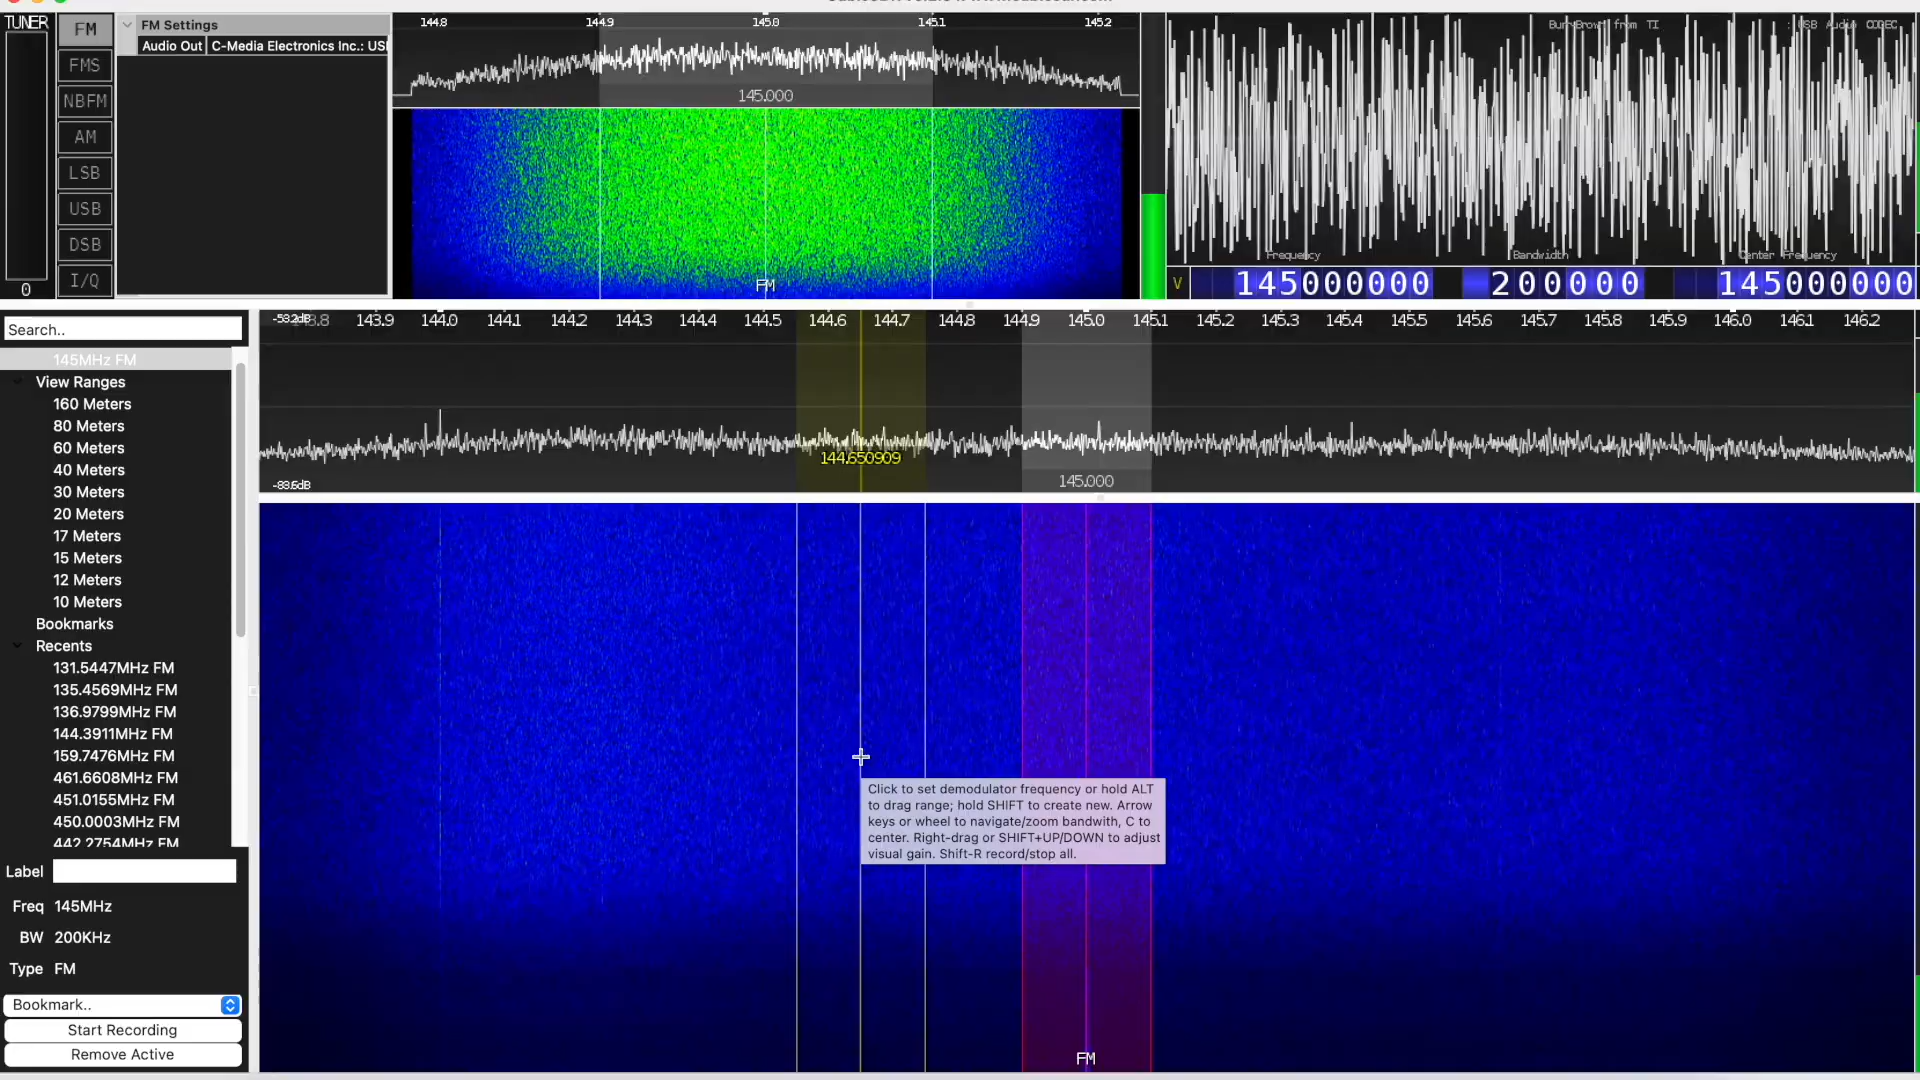 TUNER
FM
FMS
NBFM
AM
LSB
USB
DSB
I/Q
0
FM Settings
Audio Out C-Media Electronics Inc.: USB
144.8 144.9 145.0 145.1 145.2
145.000
FM
BurrBrown from TI : USB Audio CODEC
Frequency Bandwidth Center Frequency
V 145000000 200000 145000000
Search..
145MHz FM
View Ranges
160 Meters
80 Meters
60 Meters
40 Meters
30 Meters
20 Meters
17 Meters
15 Meters
12 Meters
10 Meters
Bookmarks
Recents
131.5447MHz FM
135.4569MHz FM
136.9799MHz FM
144.3911MHz FM
159.7476MHz FM
461.6608MHz FM
451.0155MHz FM
450.0003MHz FM
442.2754MHz FM
Label
Freq 145MHz
BW 200KHz
Type FM
Bookmark..
Start Recording
Remove Active
-53.2dB
143.9 144.0 144.1 144.2 144.3 144.4 144.5 144.6 144.7 144.8 144.9 145.0 145.1 145.2 145.3 145.4 145.5 145.6 145.7 145.8 145.9 146.0 146.1 146.2
144.650909
145.000
-83.6dB
Click to set demodulator frequency or hold ALT
to drag range; hold SHIFT to create new. Arrow
keys or wheel to navigate/zoom bandwith, C to
center. Right-drag or SHIFT+UP/DOWN to adjust
visual gain. Shift-R record/stop all.
FM